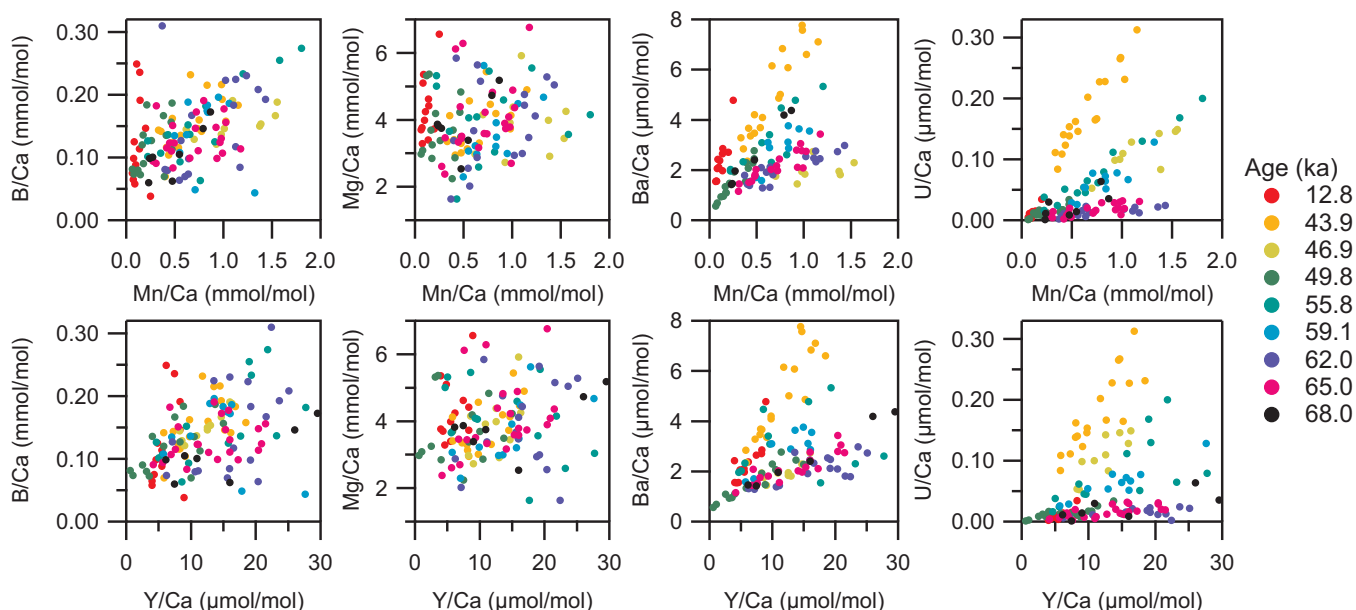 B/Ca (mmol/mol)
0.30
0.20
0.10
0.00
0.0 0.5 1.0 1.5 2.0
Mn/Ca (mmol/mol)
Mg/Ca (mmol/mol)
6
4
2
0.0 0.5 1.0 1.5 2.0
Mn/Ca (mmol/mol)
Ba/Ca (μmol/mol)
8
6
4
2
0
0.0 0.5 1.0 1.5 2.0
Mn/Ca (mmol/mol)
U/Ca (μmol/mol)
0.30
0.20
0.10
0.00
0.0 0.5 1.0 1.5 2.0
Mn/Ca (mmol/mol)
Age (ka)
12.8
43.9
46.9
49.8
55.8
59.1
62.0
65.0
68.0
B/Ca (mmol/mol)
0.30
0.20
0.10
0.00
0 10 20 30
Y/Ca (μmol/mol)
Mg/Ca (mmol/mol)
6
4
2
0 10 20 30
Y/Ca (μmol/mol)
Ba/Ca (μmol/mol)
8
6
4
2
0
0 10 20 30
Y/Ca (μmol/mol)
U/Ca (μmol/mol)
0.30
0.20
0.10
0.00
0 10 20 30
Y/Ca (μmol/mol)